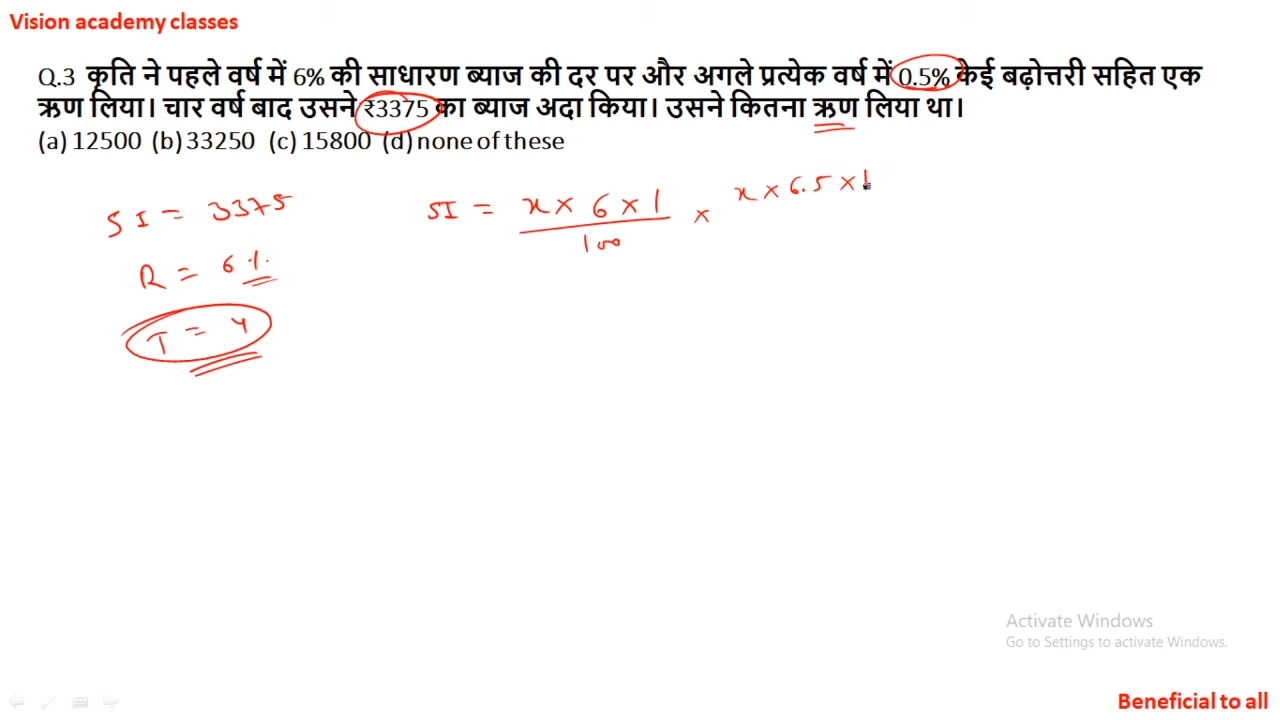 Vision academy classes
Q.3 कृति ने पहले वर्ष में 6% की साधारण ब्याज की दर पर और अगले प्रत्येक वर्ष में 0.5% केई बढ़ोत्तरी सहित एक
ऋण लिया। चार वर्ष बाद उसने ₹3375 का ब्याज अदा किया। उसने कितना ऋण लिया था।
(a) 12500 (b) 33250 (c) 15800 (d) none of these
SI = 3375
R = 6 %
T = 4
SI = x × 6 × 1 × x × 6.5 × 1
100
Activate Windows
Go to Settings to activate Windows.
Beneficial to all